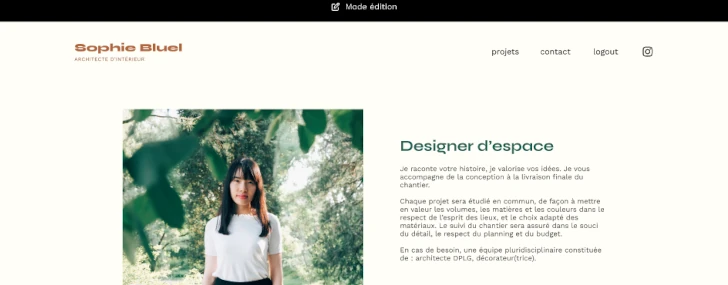 Mode édition
Sophie Bluel
ARCHITECTE D'INTÉRIEUR
projets
contact
logout
Designer d'espace
Je raconte votre histoire, je valorise vos idées. Je vous
accompagne de la conception à la livraison finale du
chantier.
Chaque projet sera étudié en commun, de façon à mettre
en valeur les volumes, les matières et les couleurs dans le
respect de l'esprit des lieux, et le choix adapté des
matériaux. Le suivi du chantier sera assuré dans le souci
du détail, le respect du planning et du budget.
En cas de besoin, une équipe pluridisciplinaire constituée
de : architecte DPLG, décorateur(trice).